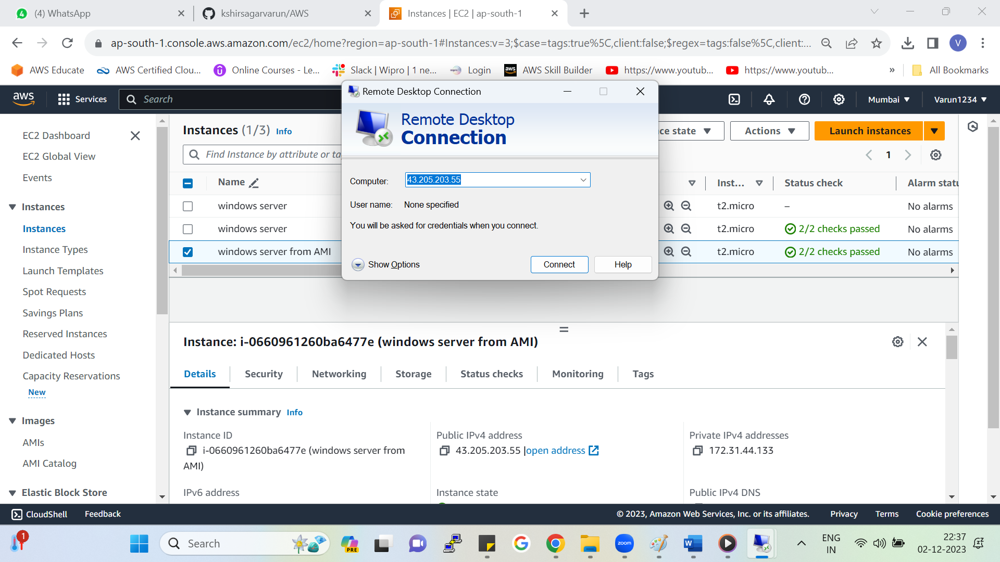 (4) WhatsApp
kshirsagarvarun/AWS
Instances | EC2 | ap-south-1
ap-south-1.console.aws.amazon.com/ec2/home?region=ap-south-1#Instances:v=3;$case=tags:true%5C,client:false;$regex=tags:false%5C,client:...
V
AWS Educate
AWS Certified Clou...
Online Courses - Le...
Slack | Wipro | 1 ne...
Login
AWS Skill Builder
https://www.youtub...
https://www.youtub...
»
All Bookmarks
aws
Services
Search
Mumbai
Varun1234
Remote Desktop Connection
Remote Desktop
Connection
Computer: 43.205.203.55
User name: None specified
You will be asked for credentials when you connect.
Show Options
Connect
Help
EC2 Dashboard
EC2 Global View
Events
Instances
Instances
Instance Types
Launch Templates
Spot Requests
Savings Plans
Reserved Instances
Dedicated Hosts
Capacity Reservations
New
Images
AMIs
AMI Catalog
Elastic Block Store
Instances (1/3) Info
ce state
Actions
Launch instances
Find Instance by attribute or ta
1
Name
Inst...
Status check
Alarm statu
windows server
t2.micro
–
No alarms
windows server
t2.micro
2/2 checks passed
No alarms
windows server from AMI
t2.micro
2/2 checks passed
No alarms
Instance: i-0660961260ba6477e (windows server from AMI)
Details
Security
Networking
Storage
Status checks
Monitoring
Tags
Instance summary Info
Instance ID
i-0660961260ba6477e (windows server from
AMI)
Public IPv4 address
43.205.203.55 |open address
Private IPv4 addresses
172.31.44.133
IPv6 address
Instance state
Public IPv4 DNS
CloudShell
Feedback
© 2023, Amazon Web Services, Inc. or its affiliates.
Privacy
Terms
Cookie preferences
1
Search
PRE
zoom
W
ENG
IN
22:37
02-12-2023